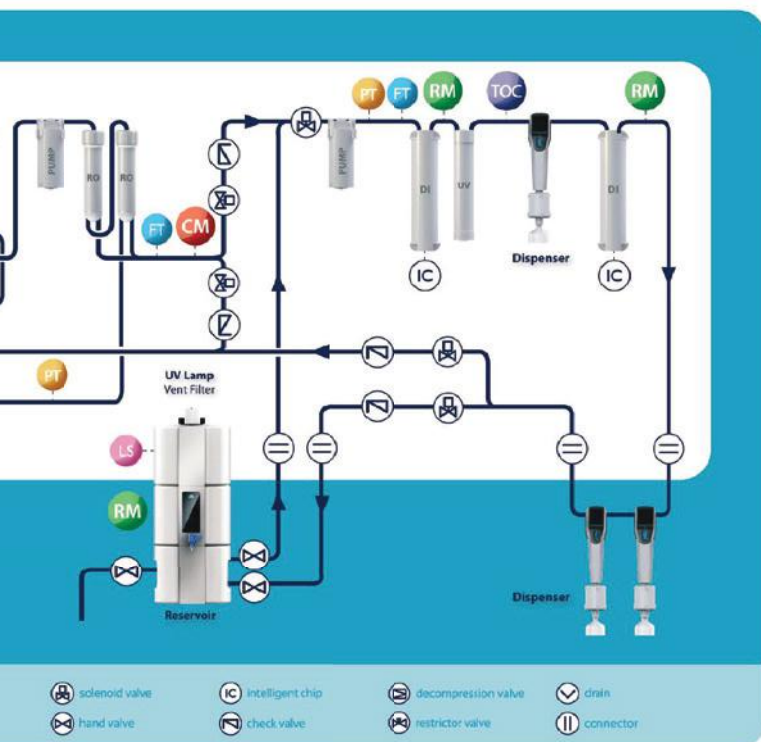 PT
FT
RM
TOC
RM
PUMP
RO
RO
PUMP
DI
UV
DI
FT
CM
Dispenser
IC
IC
PT
UV Lamp
Vent Filter
LS
RM
Reservoir
Dispenser
solenoid valve
IC
intelligent chip
decompression valve
drain
hand valve
check valve
restrictor valve
connector